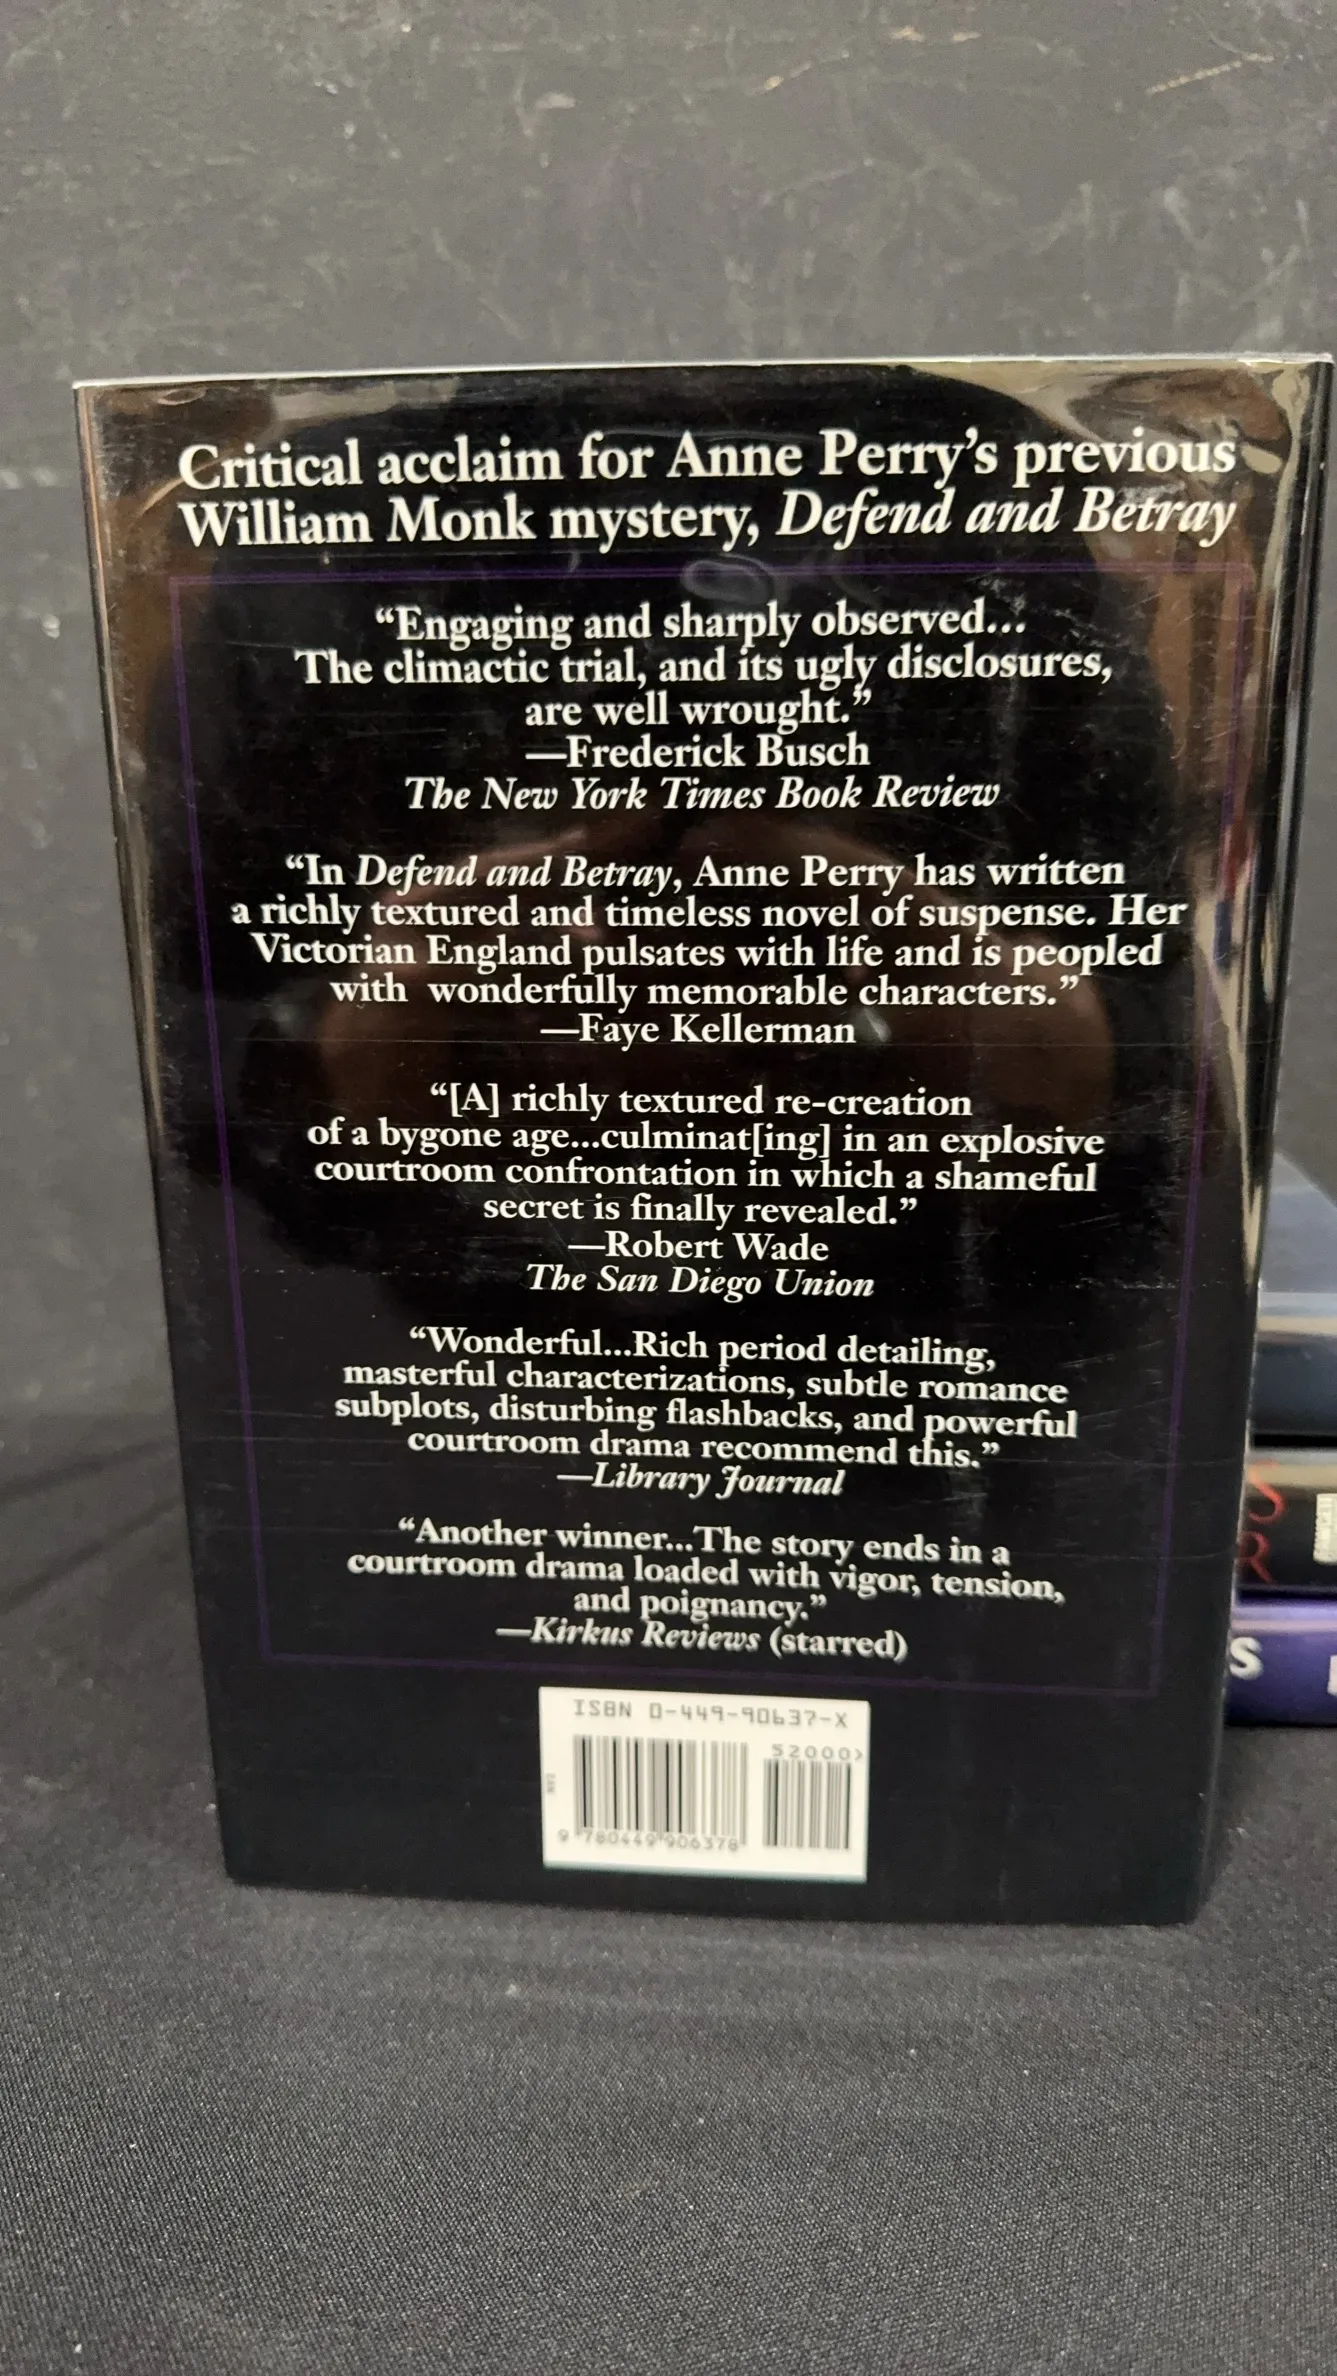 Critical acclaim for Anne Perry's previous
William Monk mystery, Defend and Betray
“Engaging and sharply observed...
The climactic trial, and its ugly disclosures,
are well wrought.”
—Frederick Busch
The New York Times Book Review
“In Defend and Betray, Anne Perry has written
a richly textured and timeless novel of suspense. Her
Victorian England pulsates with life and is peopled
with wonderfully memorable characters.”
—Faye Kellerman
“[A] richly textured re-creation
of a bygone age...culminat[ing] in an explosive
courtroom confrontation in which a shameful
secret is finally revealed.”
—Robert Wade
The San Diego Union
“Wonderful...Rich period detailing,
masterful characterizations, subtle romance
subplots, disturbing flashbacks, and powerful
courtroom drama recommend this.”
—Library Journal
“Another winner...The story ends in a
courtroom drama loaded with vigor, tension,
and poignancy.”
—Kirkus Reviews (starred)
ISBN 0-449-90637-X
52000>
9 780449 906378
S
R
S